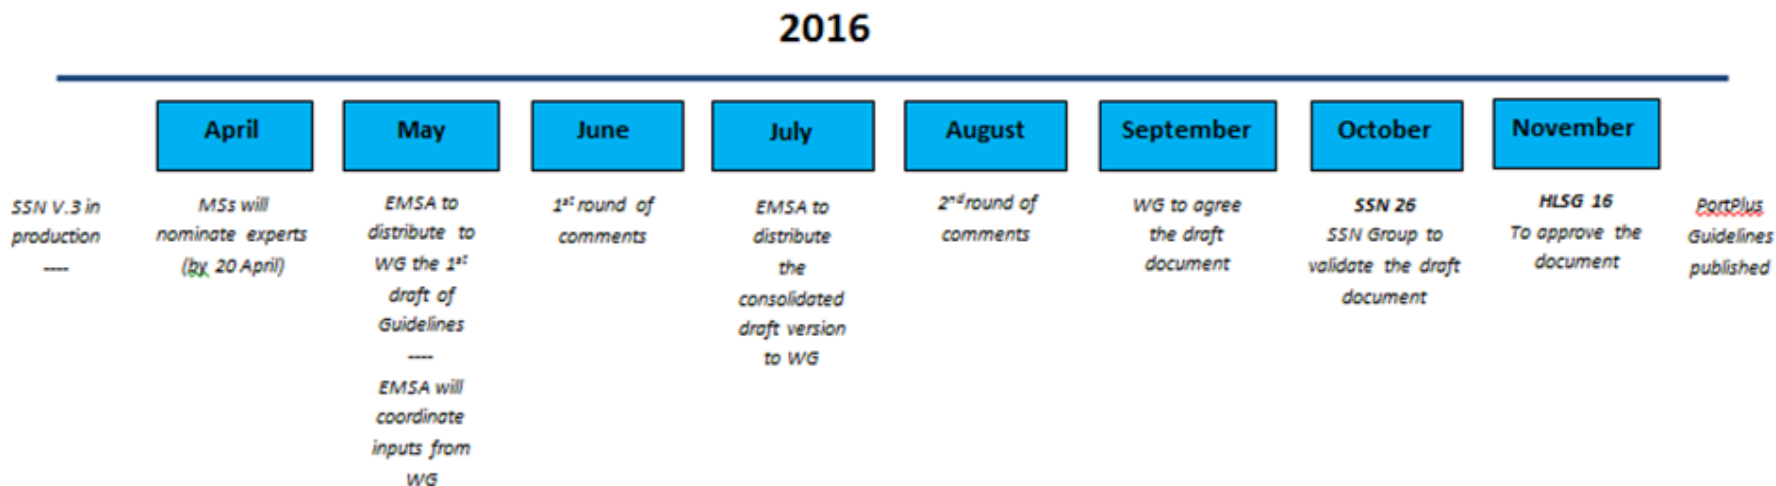 2016
April
May
June
July
August
September
October
November
SSN V.3 in
production
----
MSs will
nominate experts
(by 20 April)
EMSA to
distribute to
WG the 1st
draft of
Guidelines
----
EMSA will
coordinate
inputs from
WG
1st round of
comments
EMSA to
distribute
the
consolidated
draft version
to WG
2nd round of
comments
WG to agree
the draft
document
SSN 26
SSN Group to
validate the draft
document
HLSG 16
To approve the
document
PortPlus
Guidelines
published